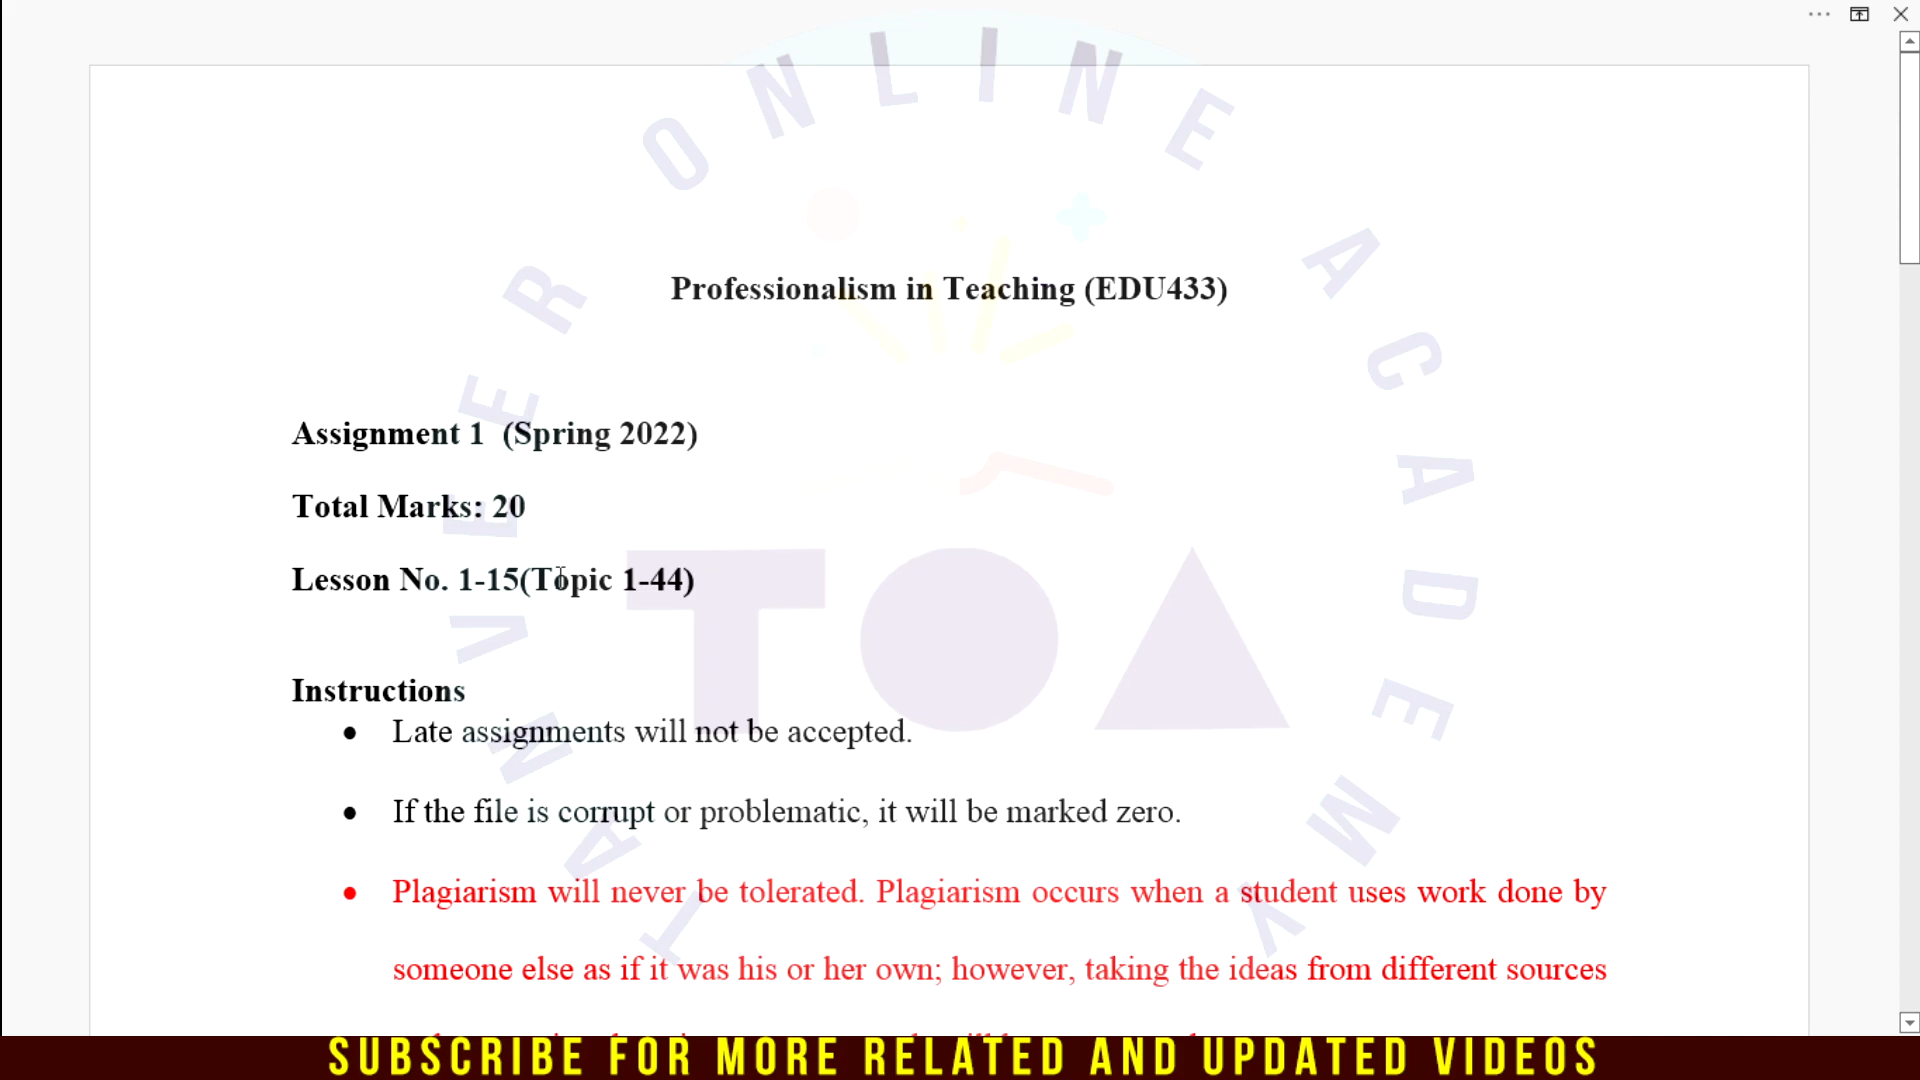 TANVEER ONLINE ACADEMY
Professionalism in Teaching (EDU433)
Assignment 1 (Spring 2022)
Total Marks: 20
Lesson No. 1-15(Topic 1-44)
TOA
Instructions
• Late assignments will not be accepted.
• If the file is corrupt or problematic, it will be marked zero.
• Plagiarism will never be tolerated. Plagiarism occurs when a student uses work done by
someone else as if it was his or her own; however, taking the ideas from different sources
SUBSCRIBE FOR MORE RELATED AND UPDATED VIDEOS